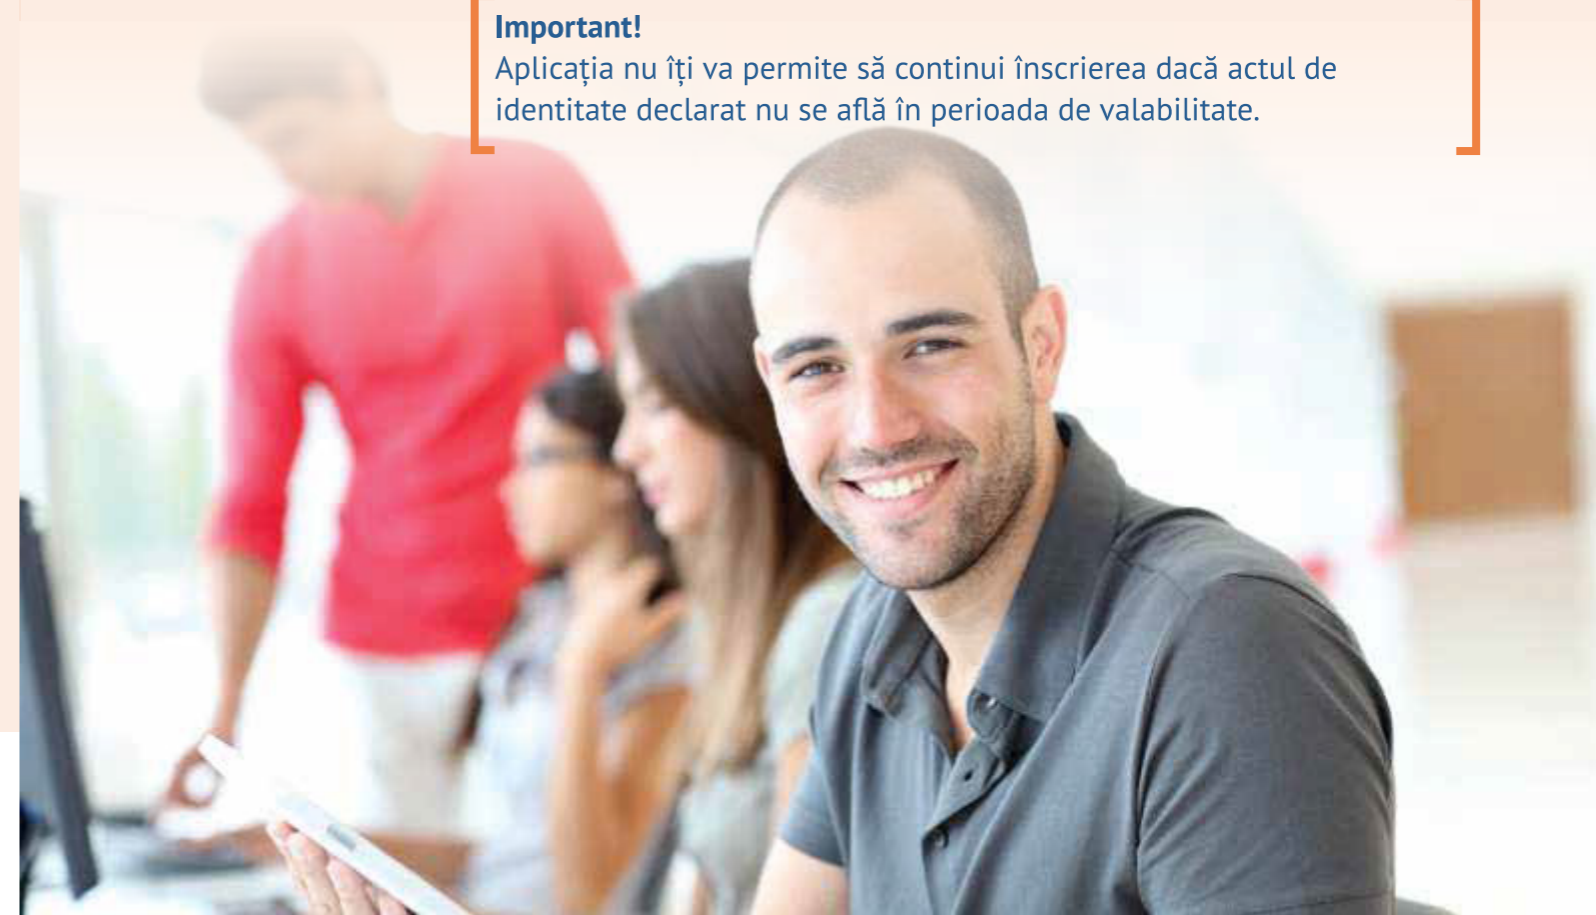 Important!
Aplicația nu îți va permite să continui înscrierea dacă actul de
identitate declarat nu se află în perioada de valabilitate.